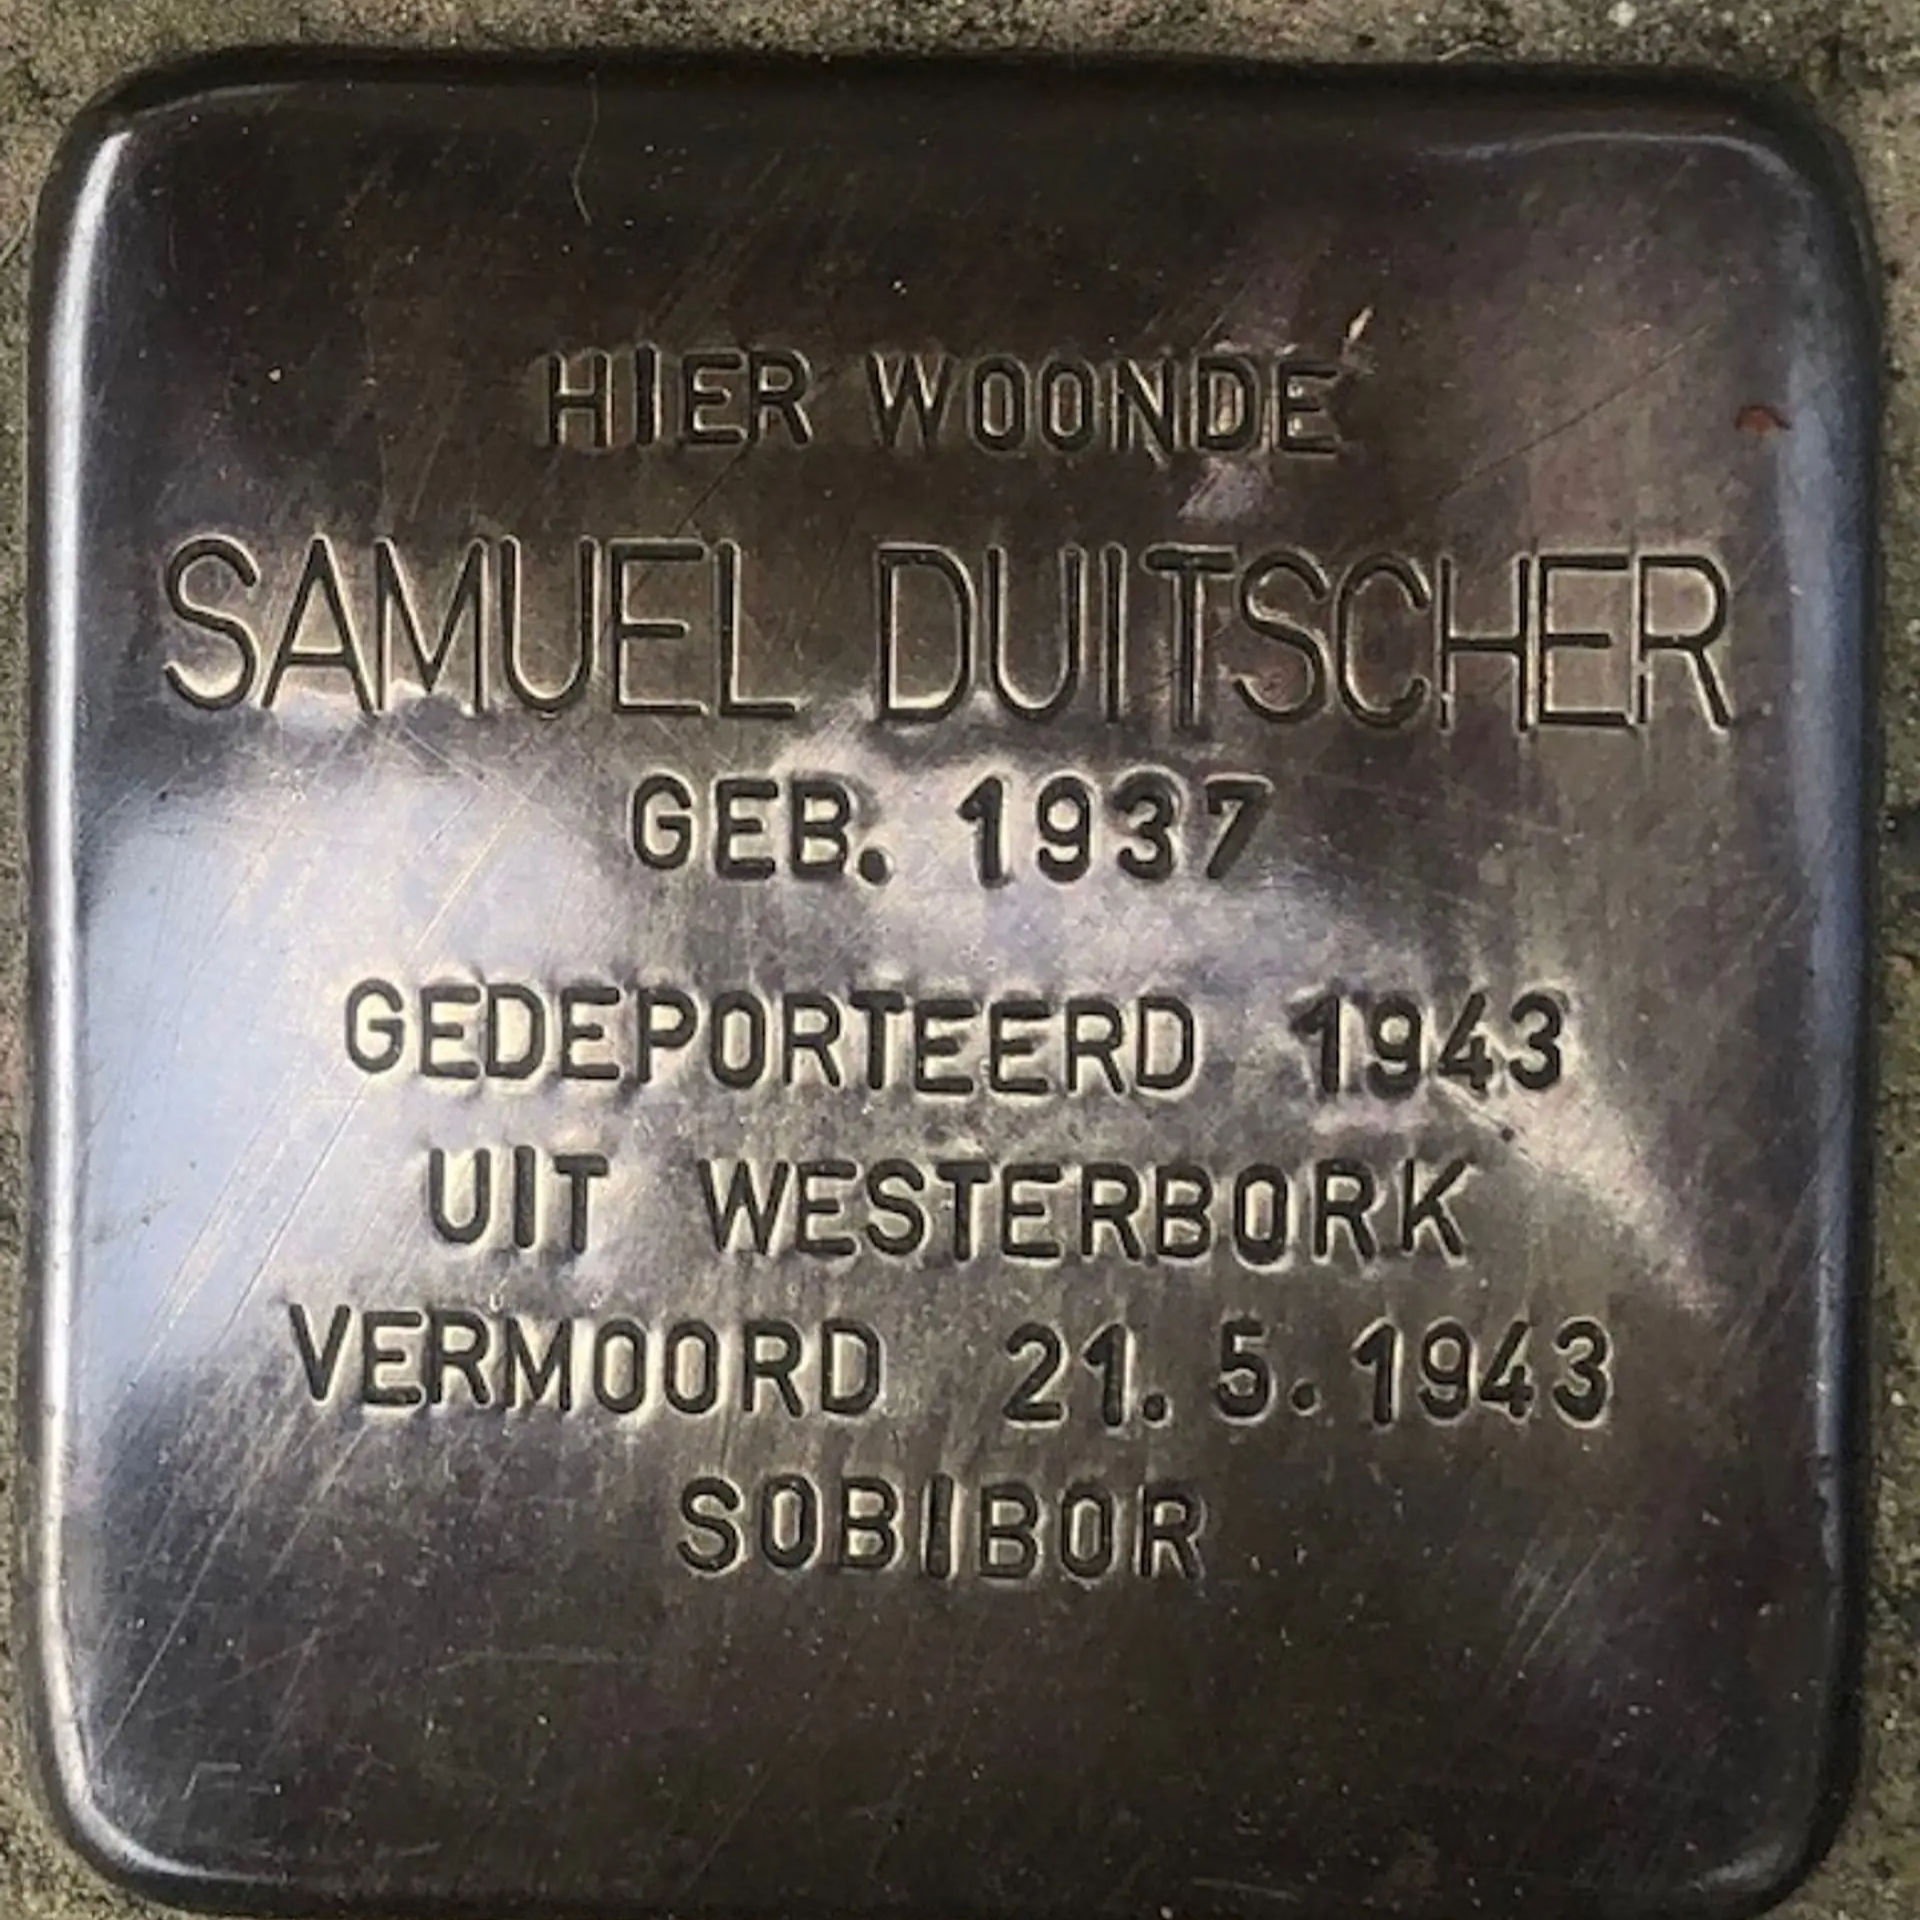 HIER WOONDE
SAMUEL DUITSCHER
GEB. 1937
GEDEPORTEERD 1943
UIT WESTERBORK
VERMOORD 21.5.1943
SOBIBOR